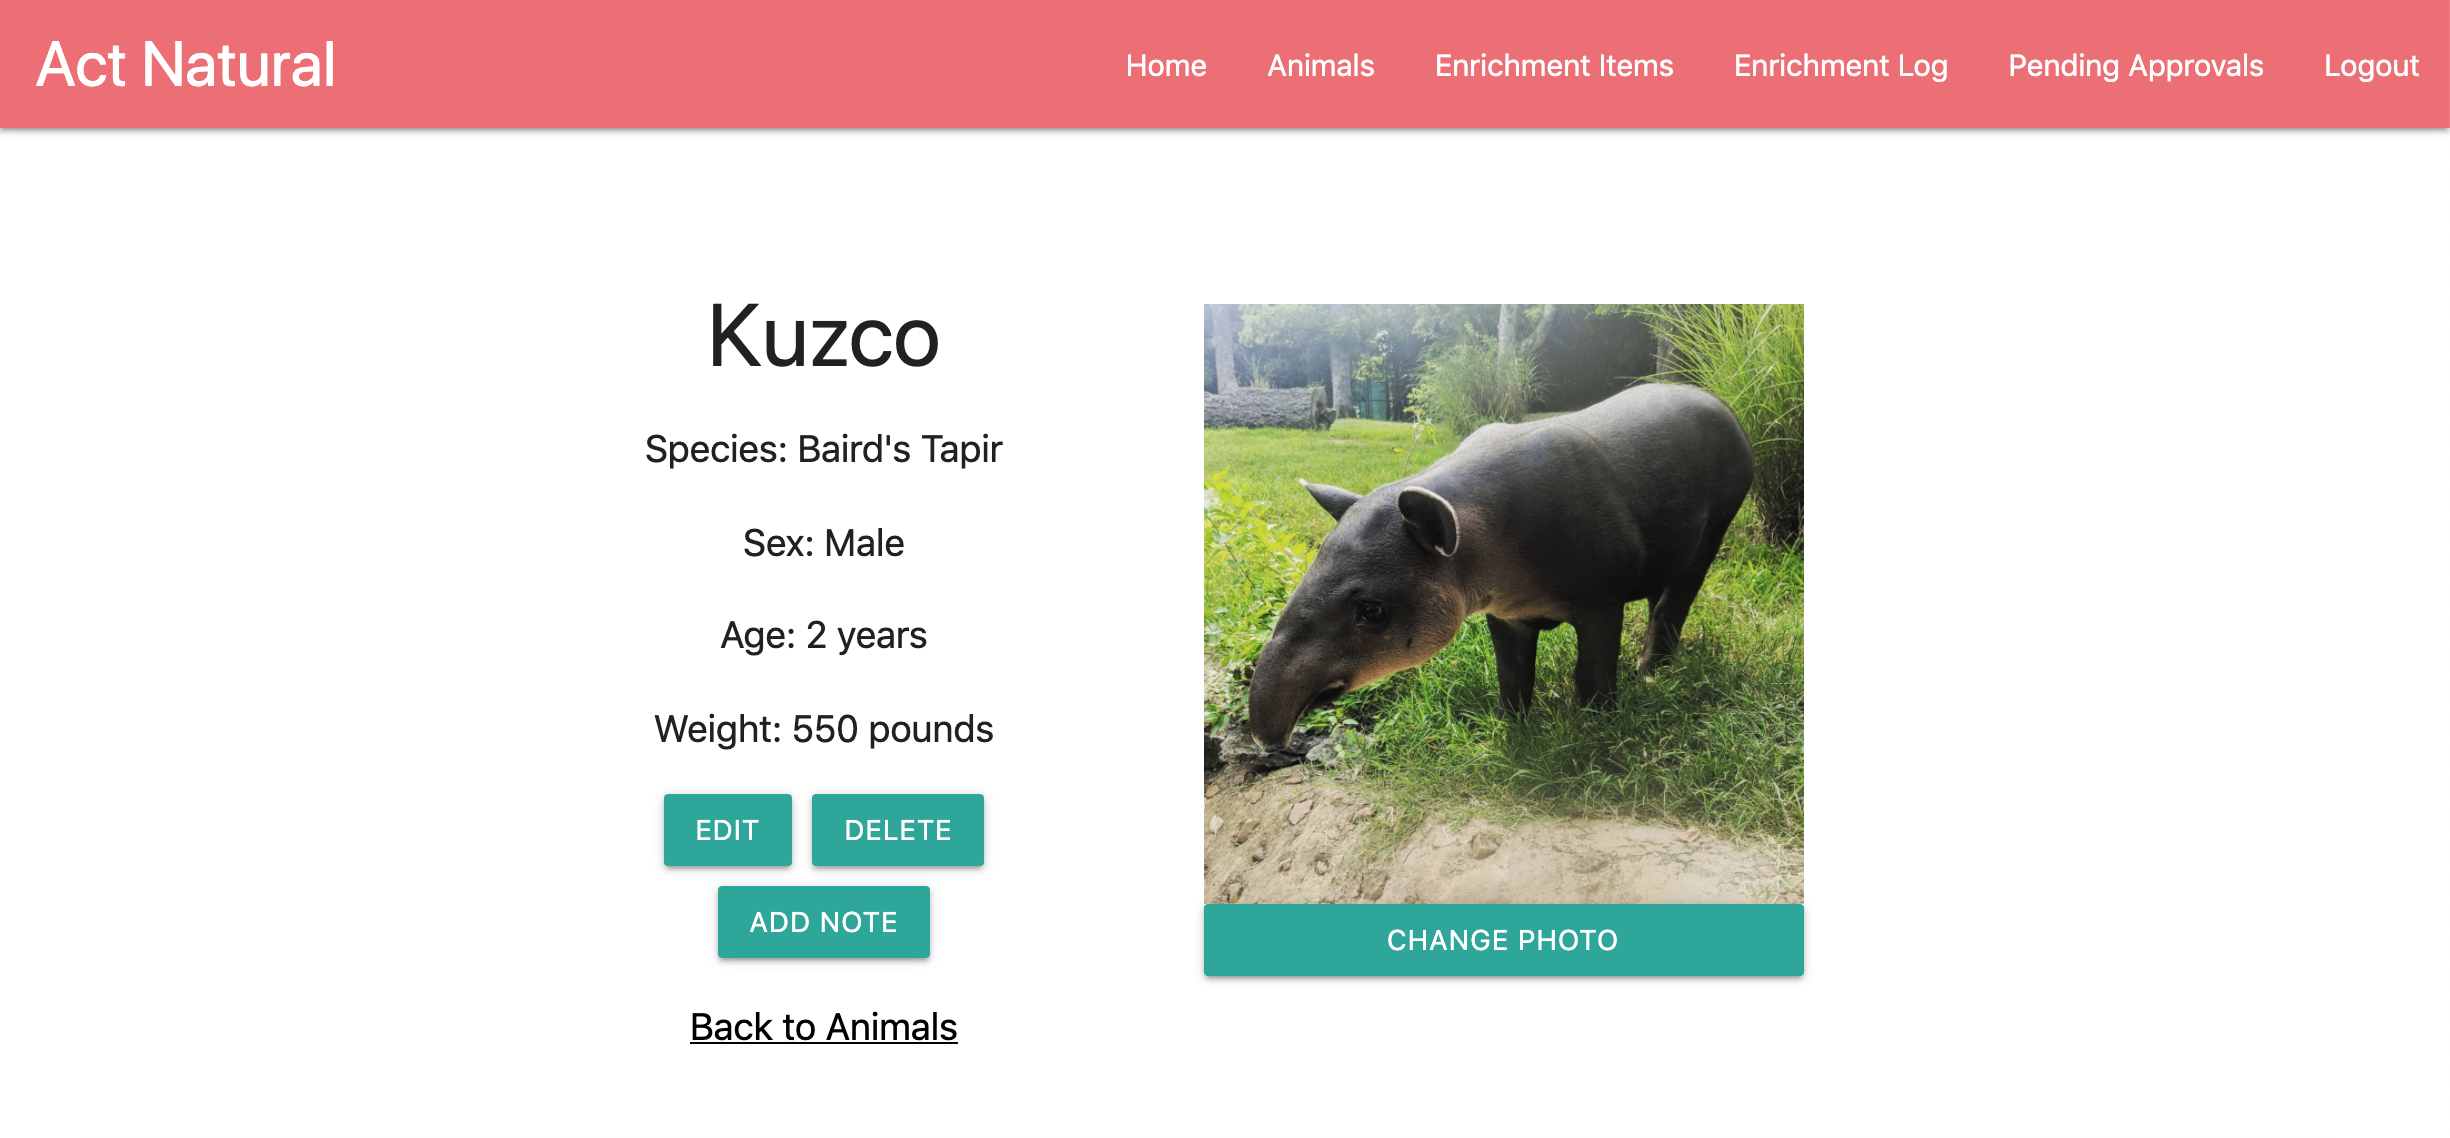 Act Natural
Home Animals Enrichment Items Enrichment Log Pending Approvals Logout
Kuzco
Species: Baird's Tapir
Sex: Male
Age: 2 years
Weight: 550 pounds
EDIT DELETE
ADD NOTE
Back to Animals
CHANGE PHOTO